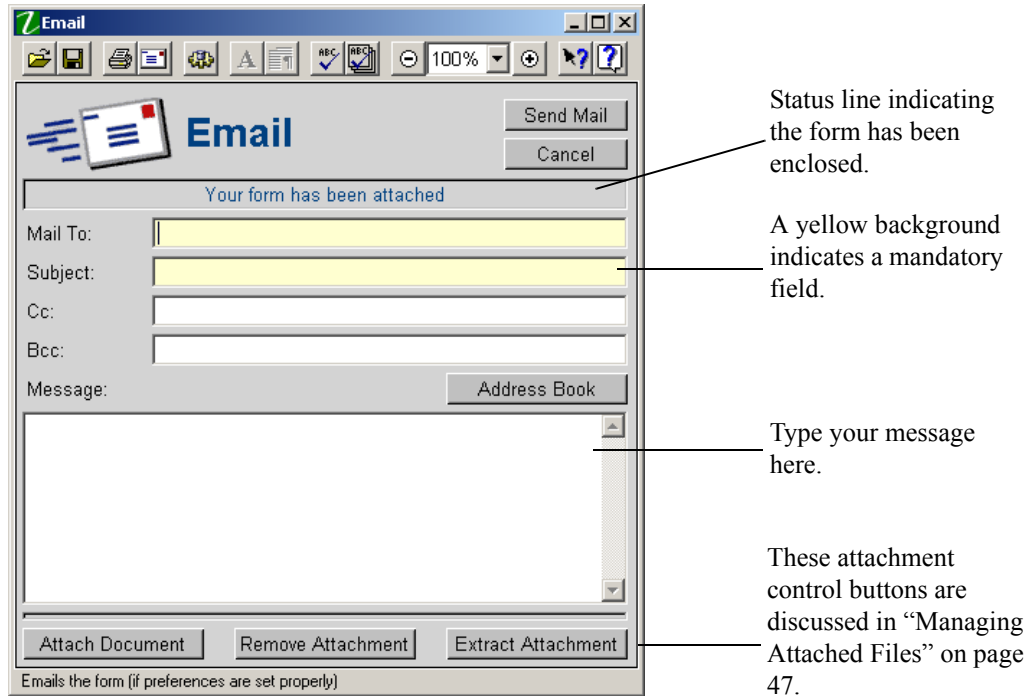 Email
ABC ABC 100% ? ?
A
Email
Send Mail
Cancel
Your form has been attached
Mail To:
Subject:
Cc:
Bcc:
Message:
Address Book
Attach Document Remove Attachment Extract Attachment
Emails the form (if preferences are set properly)
Status line indicating
the form has been
enclosed.
A yellow background
indicates a mandatory
field.
Type your message
here.
These attachment
control buttons are
discussed in “Managing
Attached Files” on page
47.